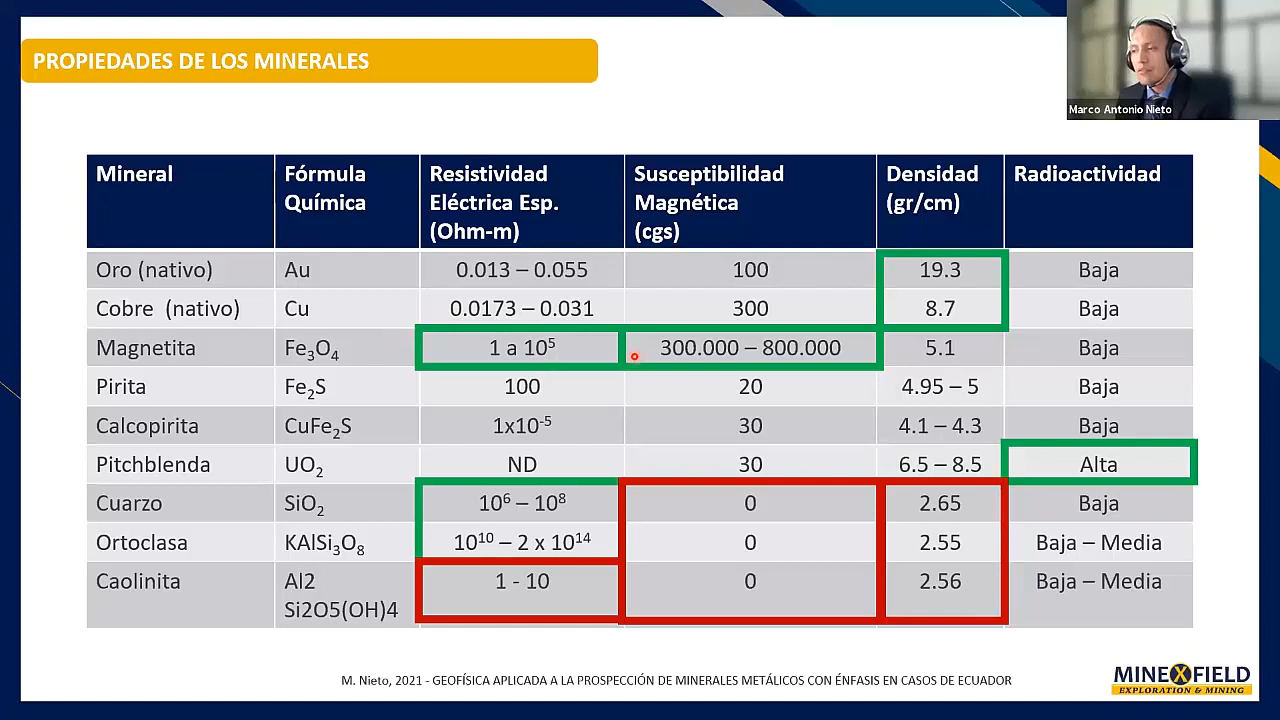 PROPIEDADES DE LOS MINERALES
Marco Antonio Nieto
Mineral Fórmula Química Resistividad Eléctrica Esp. (Ohm-m) Susceptibilidad Magnética (cgs) Densidad (gr/cm) Radioactividad
Oro (nativo) Au 0.013 – 0.055 100 19.3 Baja
Cobre (nativo) Cu 0.0173 – 0.031 300 8.7 Baja
Magnetita Fe₃O₄ 1 a 10⁵ 300.000 – 800.000 5.1 Baja
Pirita Fe₂S 100 20 4.95 – 5 Baja
Calcopirita CuFe₂S 1x10⁻⁵ 30 4.1 – 4.3 Baja
Pitchblenda UO₂ ND 30 6.5 – 8.5 Alta
Cuarzo SiO₂ 10⁶ – 10⁸ 0 2.65 Baja
Ortoclasa KAlSi₃O₈ 10¹⁰ – 2 x 10¹⁴ 0 2.55 Baja – Media
Caolinita Al2 Si2O5(OH)4 1 - 10 0 2.56 Baja – Media
M. Nieto, 2021 - GEOFÍSICA APLICADA A LA PROSPECCIÓN DE MINERALES METÁLICOS CON ÉNFASIS EN CASOS DE ECUADOR
MINEXFIELD
EXPLORATION & MINING